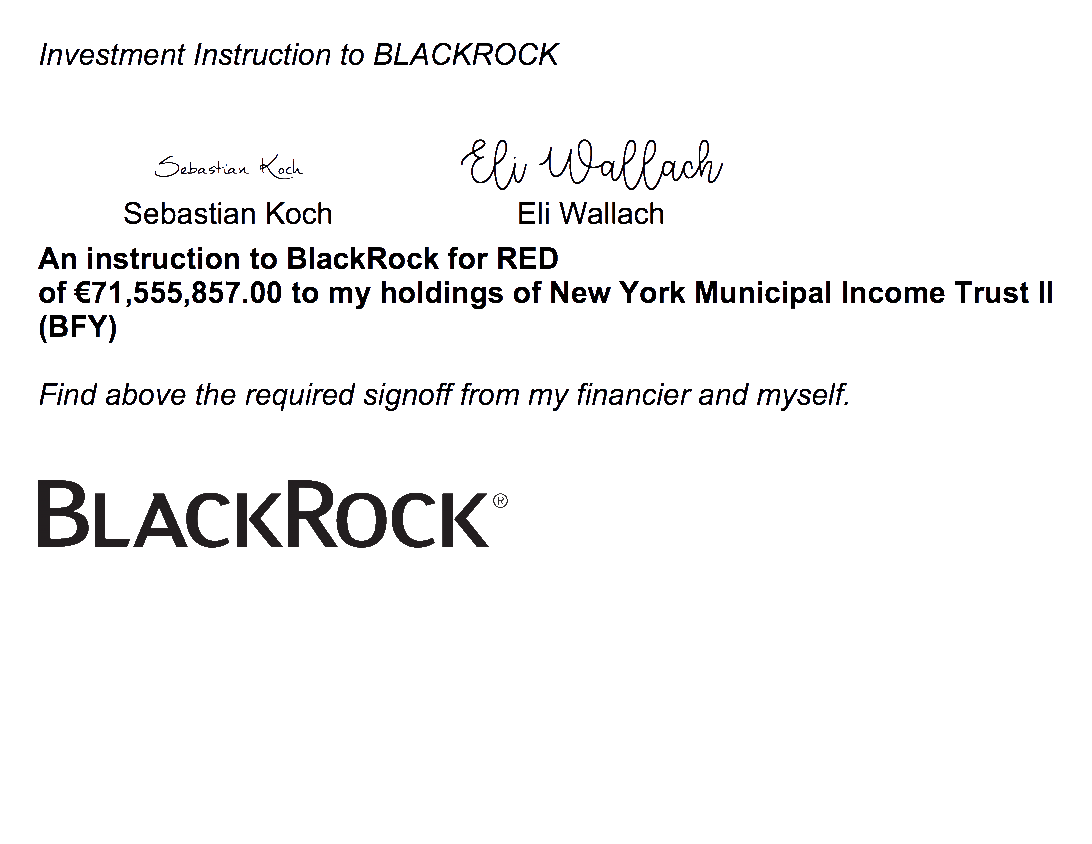 Investment Instruction to BLACKROCK
Sebastian Koch Eli Wallach
Sebastian Koch Eli Wallach
An instruction to BlackRock for RED
of €71,555,857.00 to my holdings of New York Municipal Income Trust II
(BFY)
Find above the required signoff from my financier and myself.
BLACKROCK®